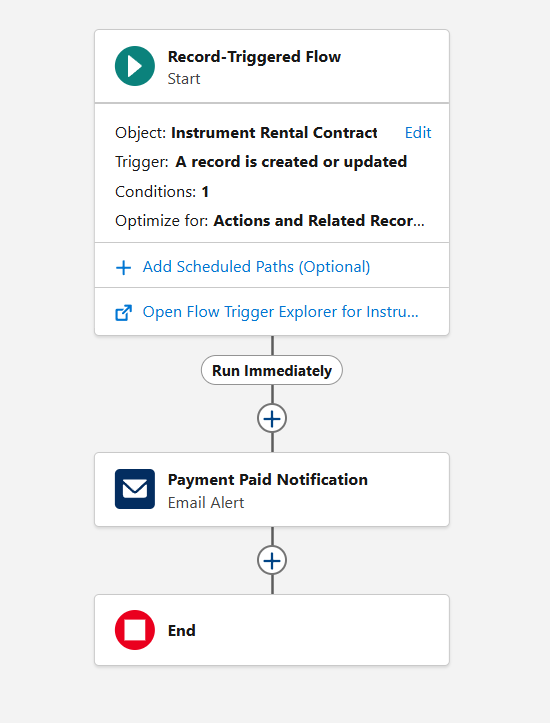 Record-Triggered Flow
Start
Object: Instrument Rental Contract Edit
Trigger: A record is created or updated
Conditions: 1
Optimize for: Actions and Related Recor...
Add Scheduled Paths (Optional)
Open Flow Trigger Explorer for Instru...
Run Immediately
Payment Paid Notification
Email Alert
End